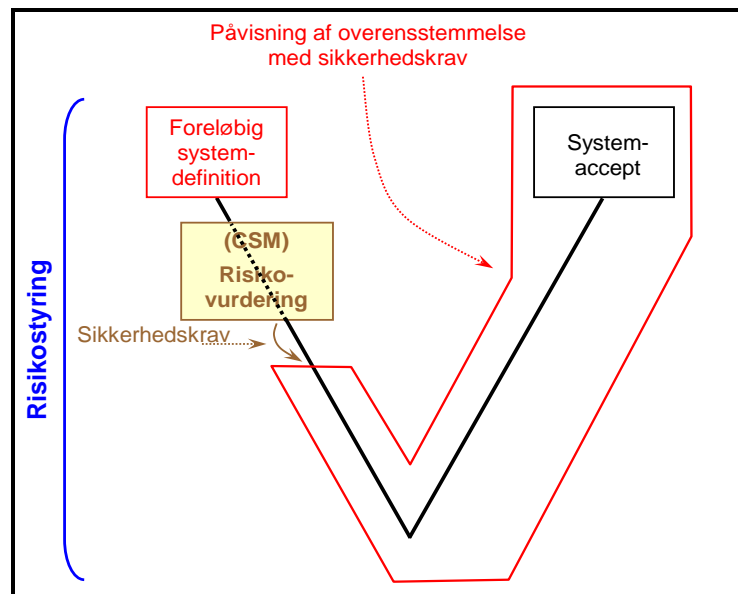 Påvisning af overensstemmelse
med sikkerhedskrav
Foreløbig
system-
definition
System-
accept
(CSM)
Risiko-
vurdering
Sikkerhedskrav
Risikostyring